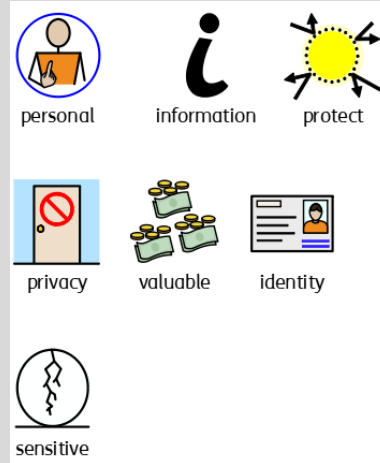 personal information protect
privacy valuable identity
sensitive